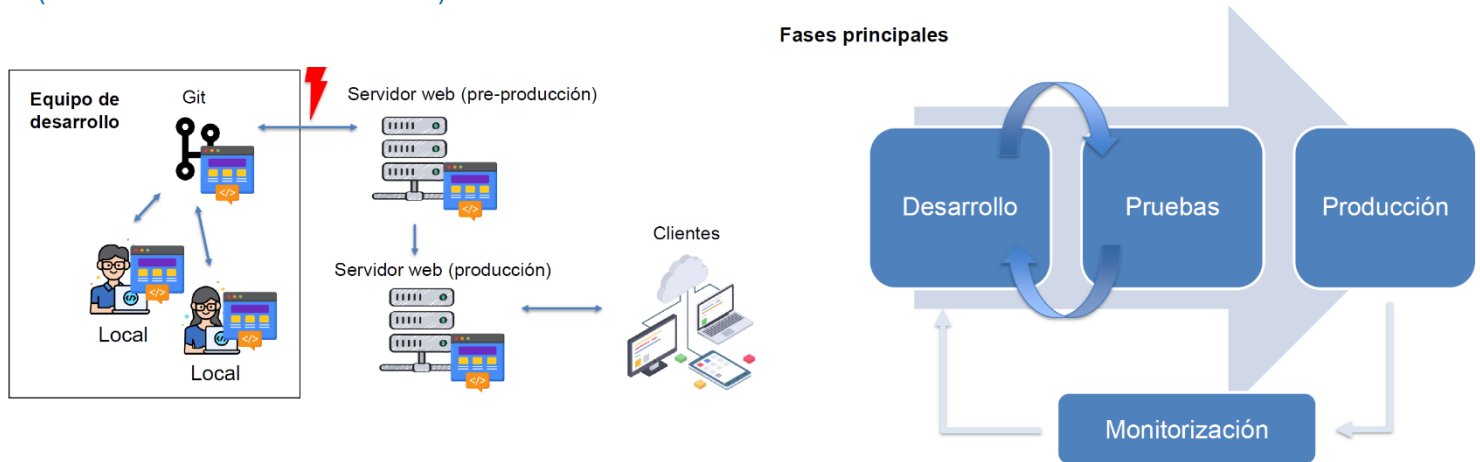 Fases principales
Equipo de
desarrollo
Git
Servidor web (pre-producción)
Servidor web (producción)
Clientes
Local
Local
Desarrollo
Pruebas
Producción
Monitorización